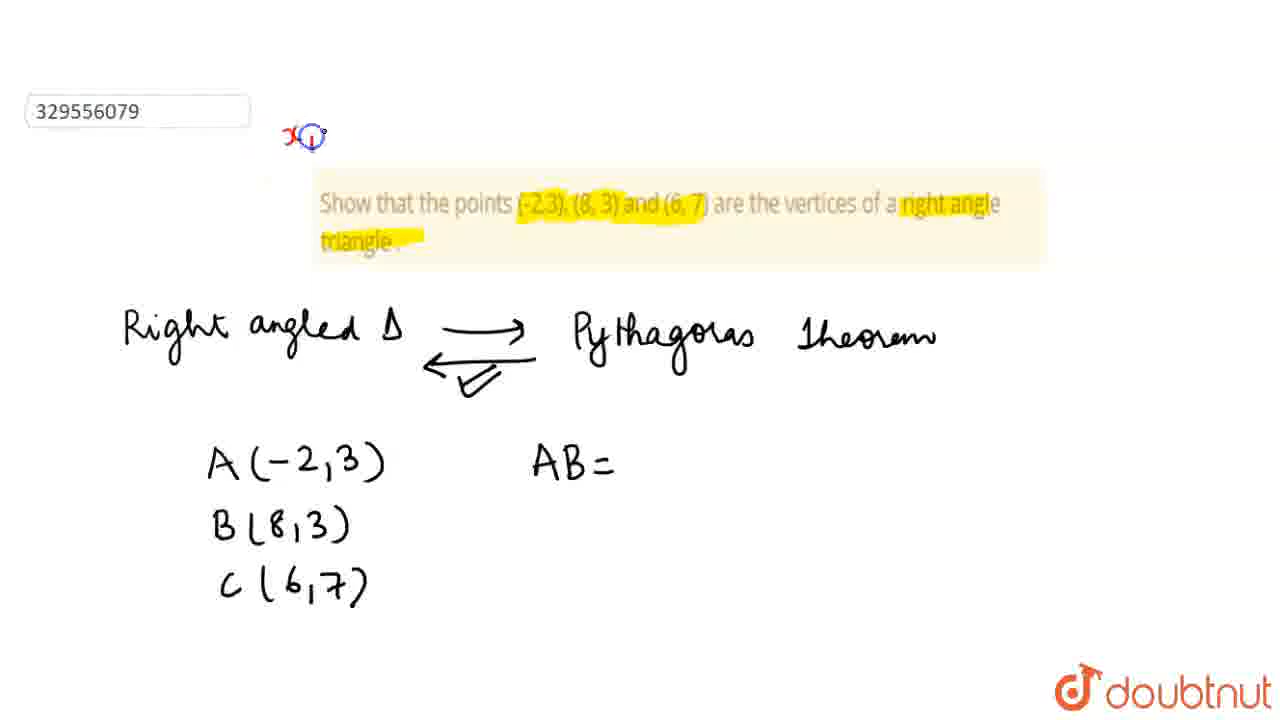 329556079
x1
Show that the points (-2,3), (8, 3) and (6, 7) are the vertices of a right angle
triangle .
Right angled Δ ⟶ Pythagoras Theorem
⟵ ✓
A(-2,3) AB=
B(8,3)
C(6,7)
doubtnut